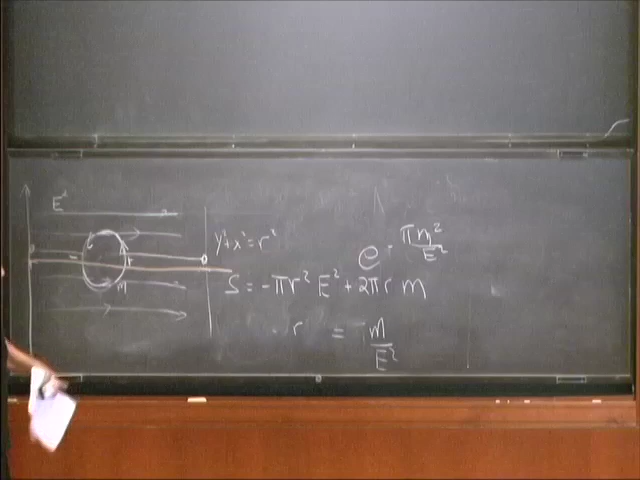 E
y² + x² = r²
e^{- πm²/E²}
S = -πr² E² + 2πr m
r = m/E²